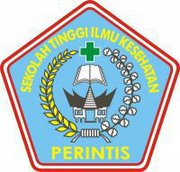 SEKOLAH TINGGI ILMU KESEHATAN
PERINTIS